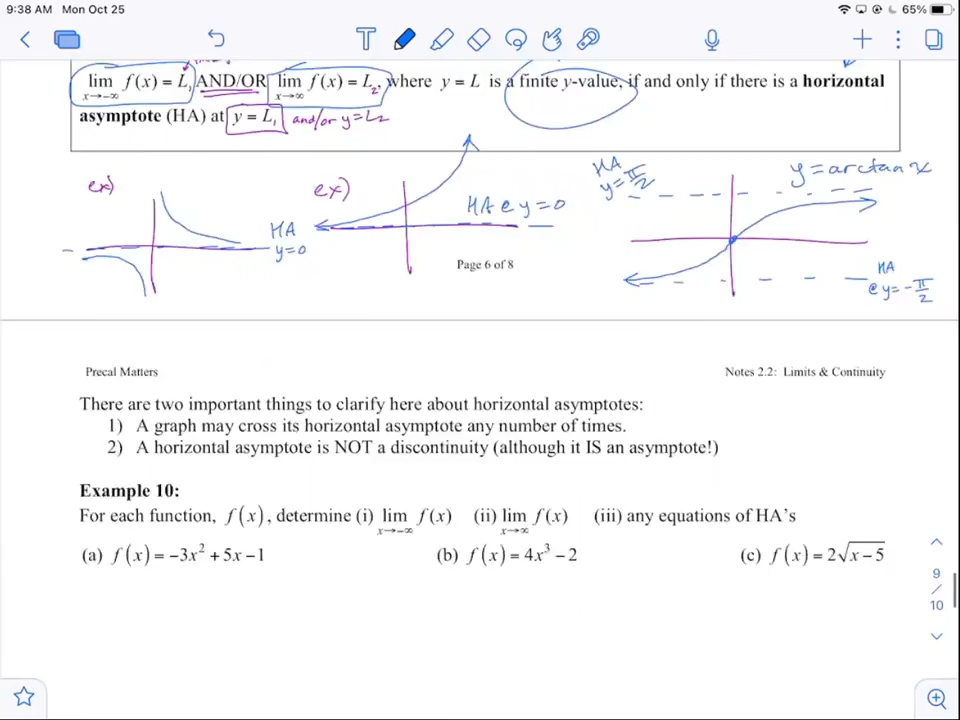 9:38 AM Mon Oct 25
65%
T
lim f(x) = L₁ AND/OR lim f(x) = L₂, where y = L is a finite y-value, if and only if there is a horizontal
x→-∞ x→∞
asymptote (HA) at y = L₁ and/or y = L₂
ex)
HA
y=0
ex)
HA @ y=0
HA
y=π/2
y=arctan x
HA
@ y=-π/2
Page 6 of 8
Precal Matters
Notes 2.2: Limits & Continuity
There are two important things to clarify here about horizontal asymptotes:
1) A graph may cross its horizontal asymptote any number of times.
2) A horizontal asymptote is NOT a discontinuity (although it IS an asymptote!)
Example 10:
For each function, f(x), determine (i) lim f(x) (ii) lim f(x) (iii) any equations of HA's
x→-∞ x→∞
(a) f(x) = -3x² + 5x - 1 (b) f(x) = 4x³ - 2 (c) f(x) = 2√(x-5)
9
/
10